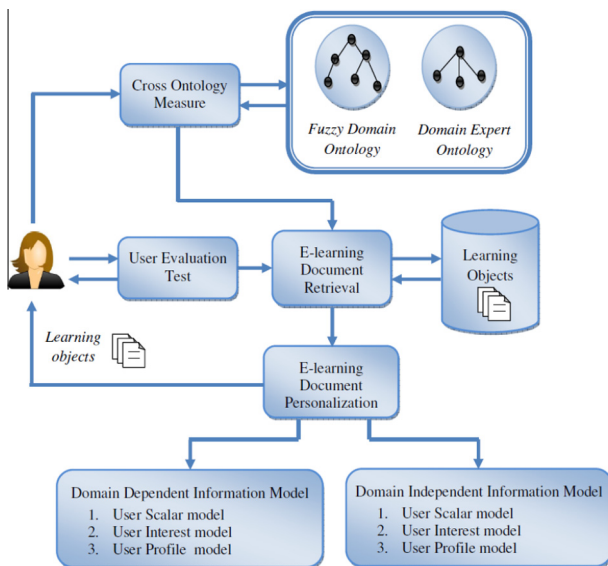 Cross Ontology
Measure
Fuzzy Domain
Ontology
Domain Expert
Ontology
User Evaluation
Test
E-learning
Document
Retrieval
Learning
Objects
Learning
objects
E-learning
Document
Personalization
Domain Dependent Information Model
1. User Scalar model
2. User Interest model
3. User Profile model
Domain Independent Information Model
1. User Scalar model
2. User Interest model
3. User Profile model